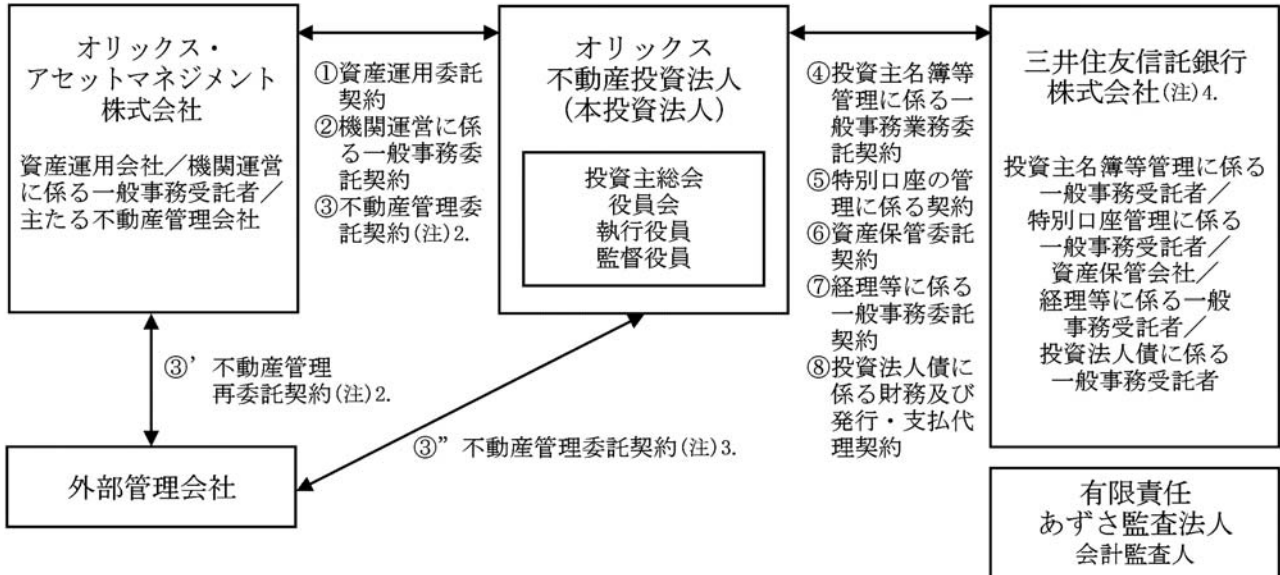 オリックス・
アセットマネジメント
株式会社
資産運用会社／機関運営
に係る一般事務受託者／
主たる不動産管理会社
①資産運用委託
契約
②機関運営に係
る一般事務委
託契約
③不動産管理委
託契約(注)2.
オリックス
不動産投資法人
(本投資法人)
投資主総会
役員会
執行役員
監督役員
④投資主名簿等
管理に係る一
般事務業務委
託契約
⑤特別口座の管
理に係る契約
⑥資産保管委託
契約
⑦経理等に係る
一般事務委託
契約
⑧投資法人債に
係る財務及び
発行・支払代
理契約
三井住友信託銀行
株式会社(注)4.
投資主名簿等管理に係る
一般事務受託者／
特別口座管理に係る
一般事務受託者／
資産保管会社／
経理等に係る一般
事務受託者／
投資法人債に係る
一般事務受託者
③’ 不動産管理
再委託契約(注)2.
③” 不動産管理委託契約(注)3.
外部管理会社
有限責任
あずさ監査法人
会計監査人